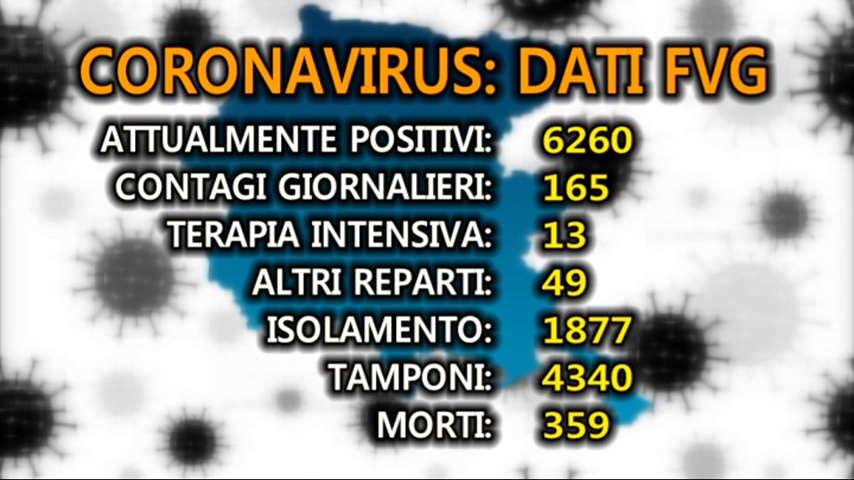 CORONAVIRUS: DATI FVG
ATTUALMENTE POSITIVI: 6260
CONTAGI GIORNALIERI: 165
TERAPIA INTENSIVA: 13
ALTRI REPARTI: 49
ISOLAMENTO: 1877
TAMPONI: 4340
MORTI: 359